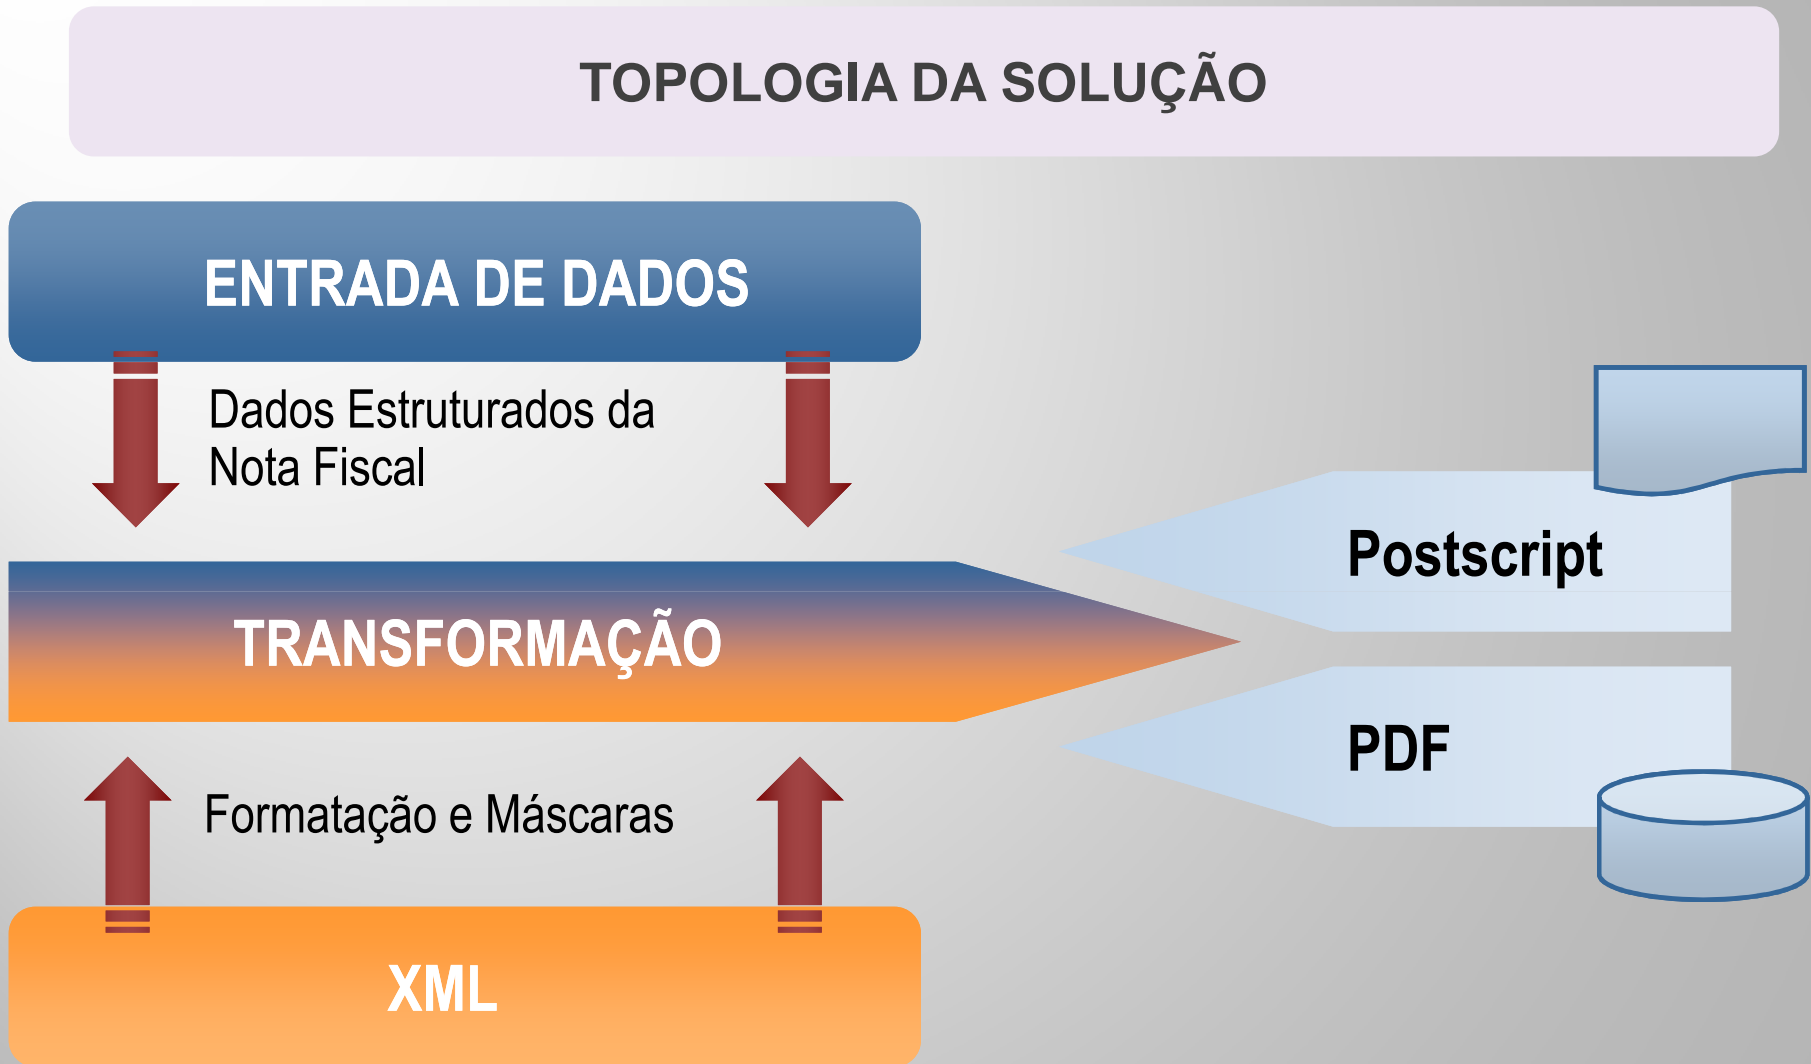 TOPOLOGIA DA SOLUÇÃO
ENTRADA DE DADOS
Dados Estruturados da
Nota Fiscal
TRANSFORMAÇÃO
Postscript
PDF
Formatação e Máscaras
XML